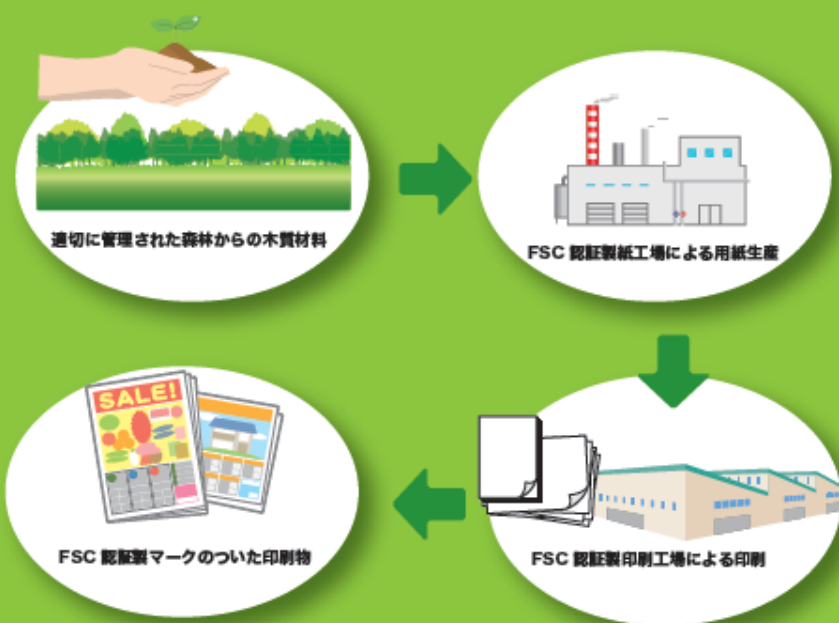 適切に管理された森林からの木質材料
FSC 認証製紙工場による用紙生産
FSC 認証製印刷工場による印刷
SALE!
FSC 認証製マークのついた印刷物